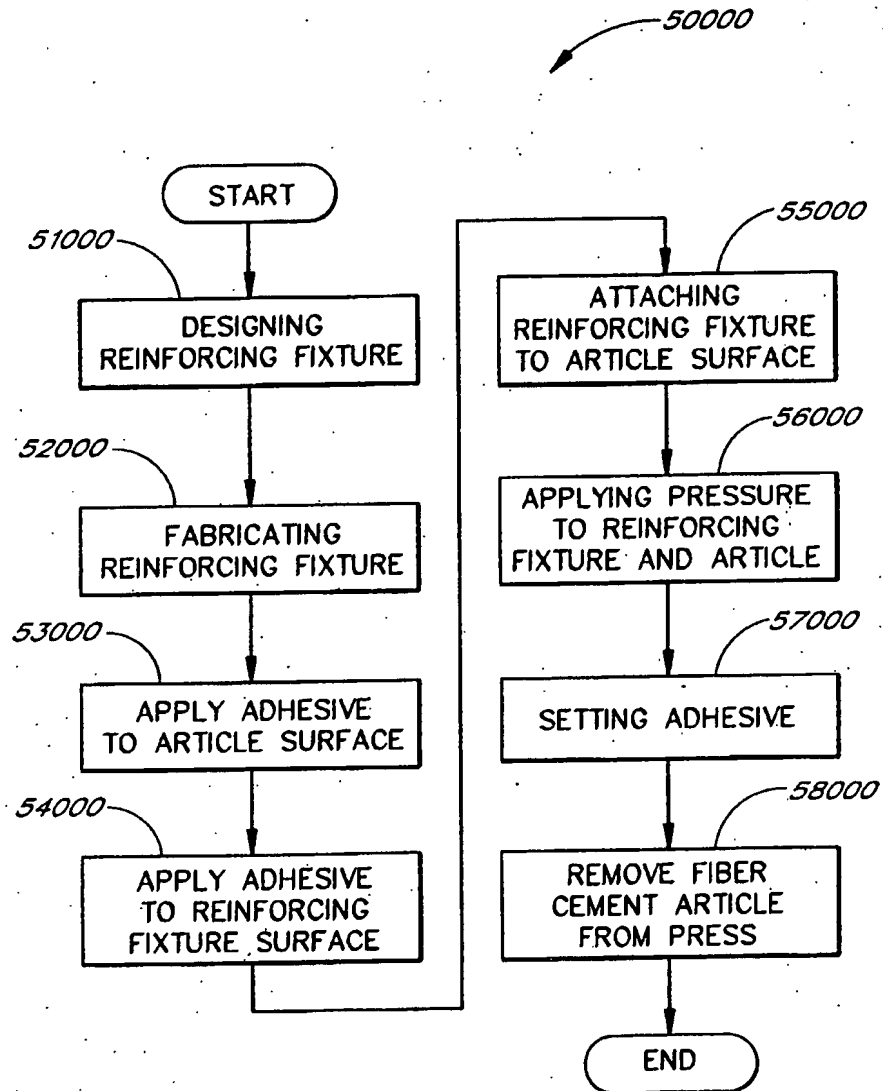 50000
START
51000
DESIGNING
REINFORCING FIXTURE
52000
FABRICATING
REINFORCING FIXTURE
53000
APPLY ADHESIVE
TO ARTICLE SURFACE
54000
APPLY ADHESIVE
TO REINFORCING
FIXTURE SURFACE
55000
ATTACHING
REINFORCING FIXTURE
TO ARTICLE SURFACE
56000
APPLYING PRESSURE
TO REINFORCING
FIXTURE AND ARTICLE
57000
SETTING ADHESIVE
58000
REMOVE FIBER
CEMENT ARTICLE
FROM PRESS
END